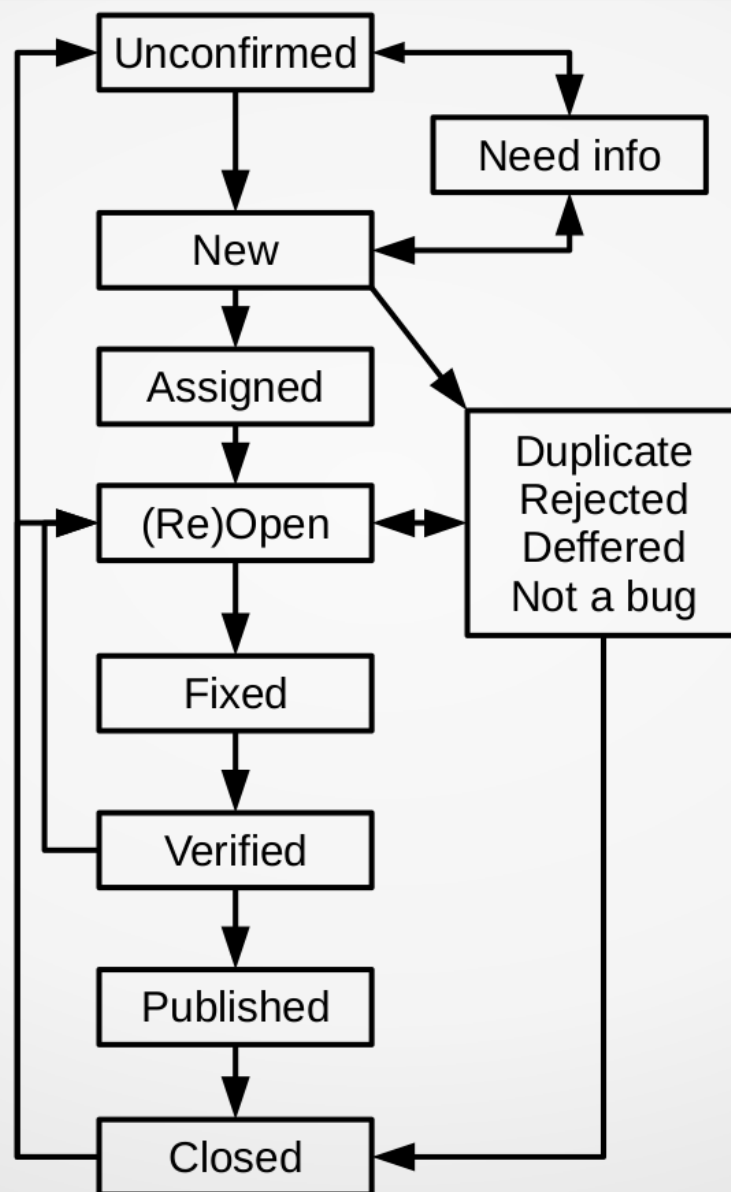 Unconfirmed
Need info
New
Assigned
(Re)Open
Duplicate
Rejected
Deffered
Not a bug
Fixed
Verified
Published
Closed